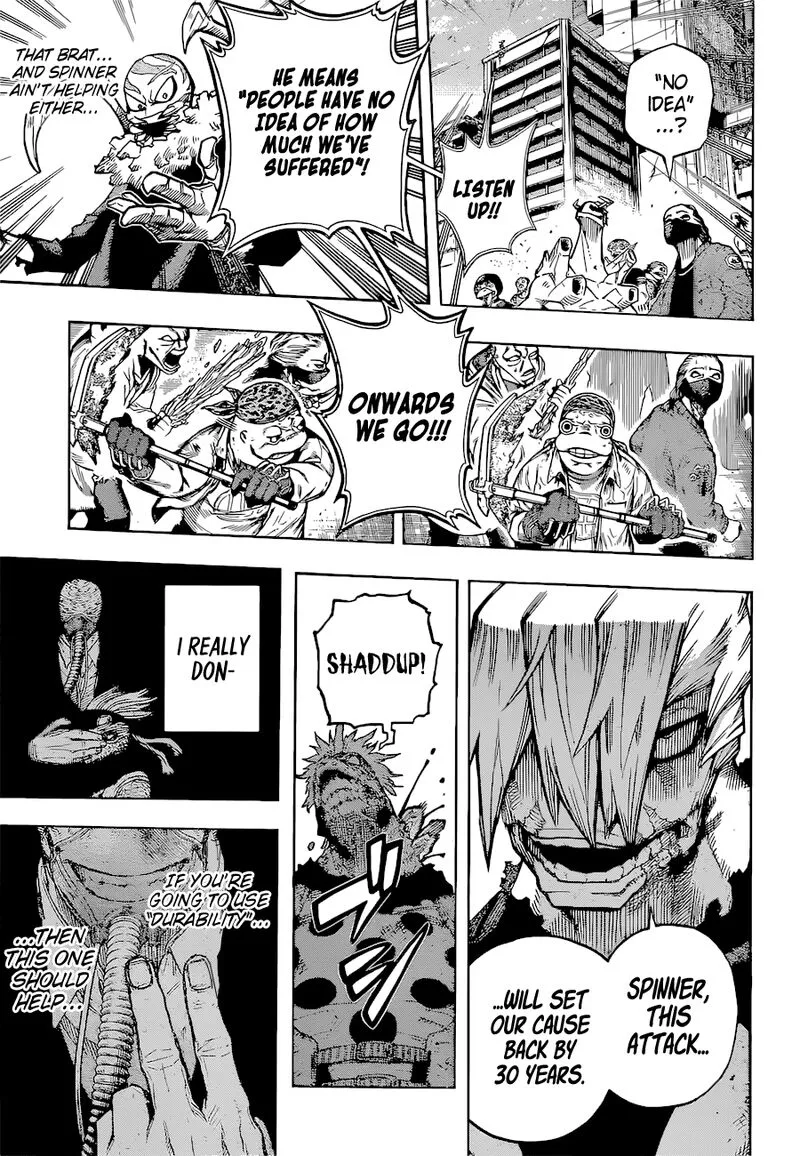 "NO
IDEA"
...?
LISTEN
UP!!
HE MEANS
"PEOPLE HAVE NO
IDEA OF HOW
MUCH WE'VE
SUFFERED"!
THAT BRAT...
AND SPINNER
AIN'T HELPING
EITHER...
ONWARDS
WE GO!!!
SPINNER,
THIS
ATTACK...
...WILL SET
OUR CAUSE
BACK BY
30 YEARS.
SHADDUP!
ズズ
I REALLY
DON-
IF YOU'RE
GOING TO USE
"DURABILITY"...
...THEN
THIS ONE
SHOULD
HELP...